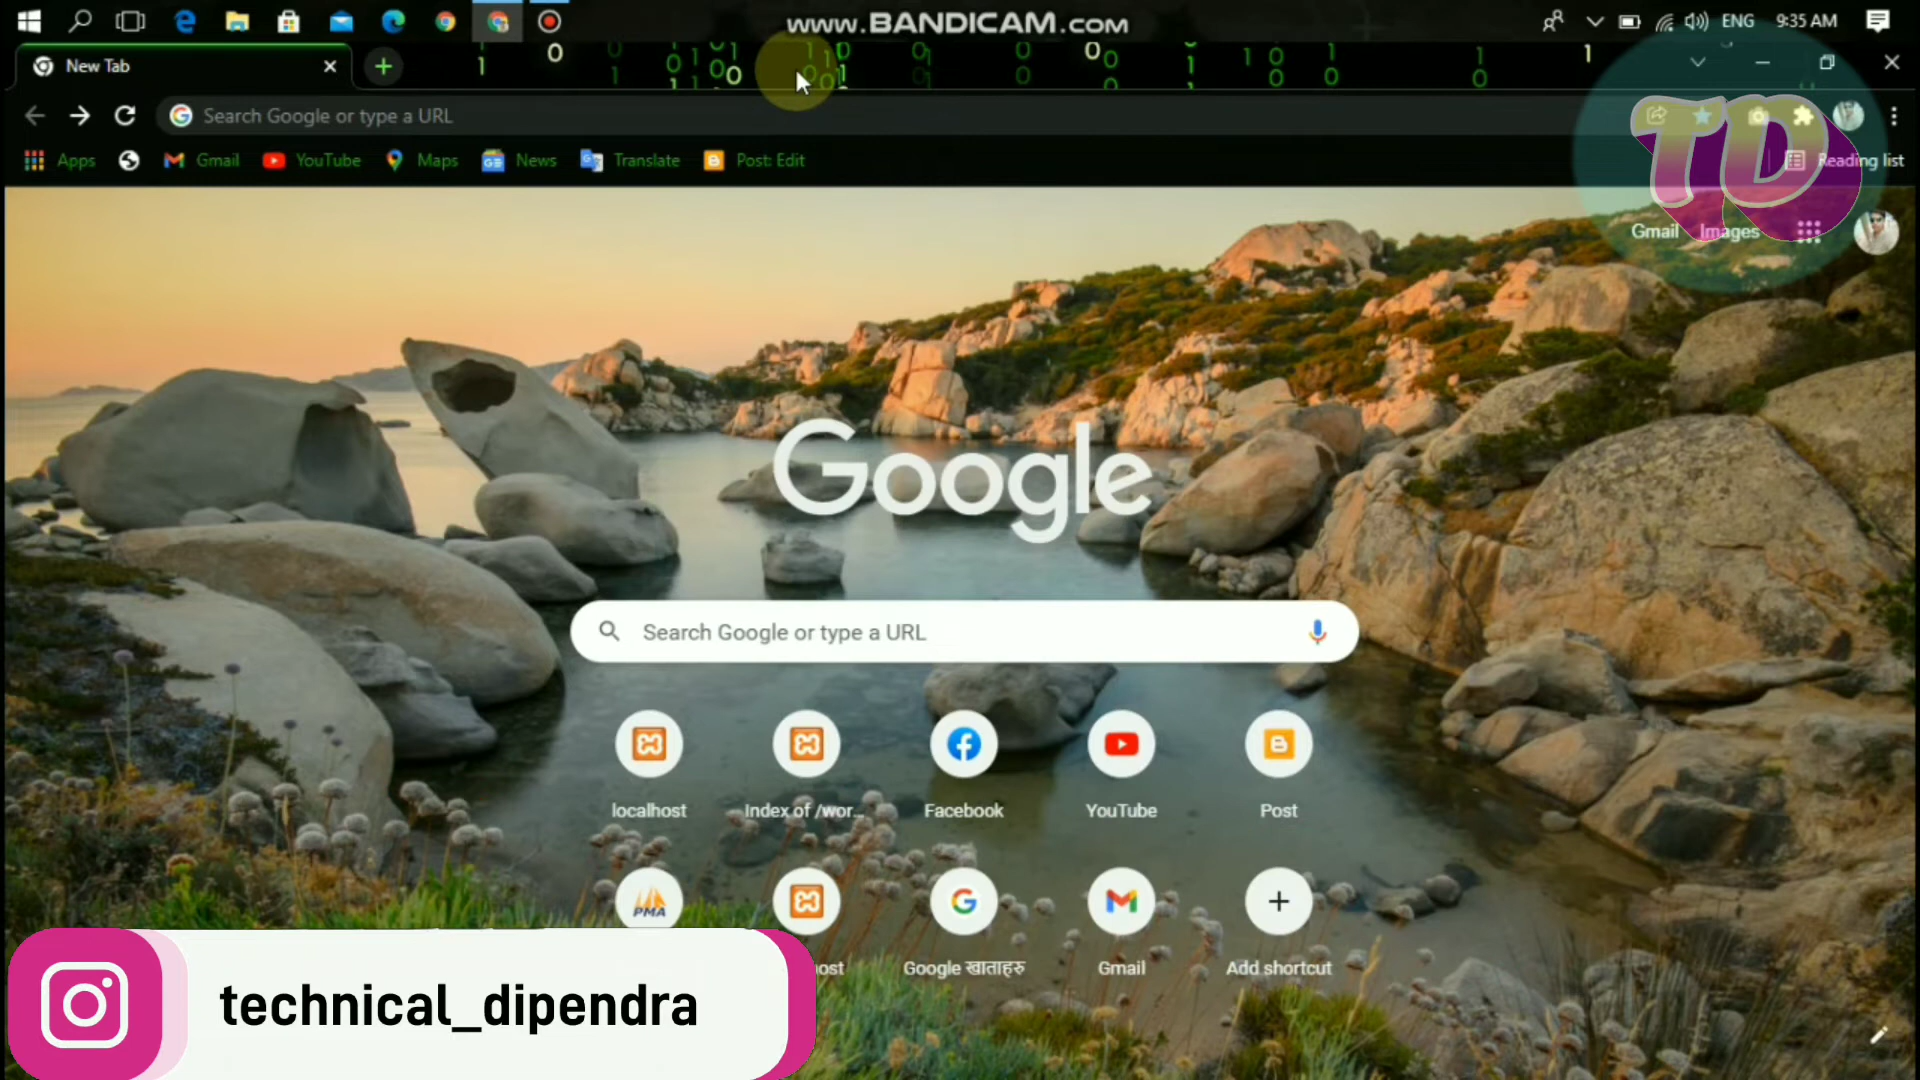 www.BANDICAM.com
ENG
9:35 AM
New Tab
Search Google or type a URL
Apps
Gmail
YouTube
Maps
News
Translate
Post: Edit
Reading list
TD
Gmail
Images
Google
Search Google or type a URL
localhost
Index of /wor...
Facebook
YouTube
Post
PMA
Google खाताहरु
Gmail
Add shortcut
technical_dipendra